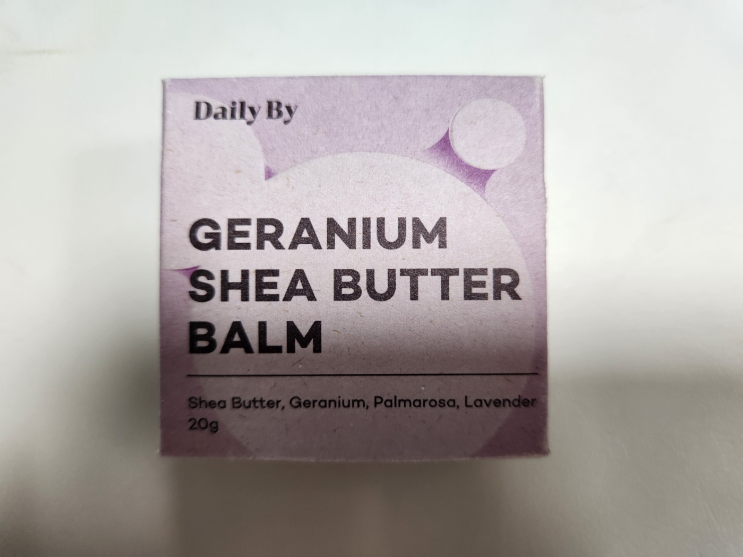 Daily By
GERANIUM
SHEA BUTTER
BALM
Shea Butter, Geranium, Palmarosa, Lavender
20g